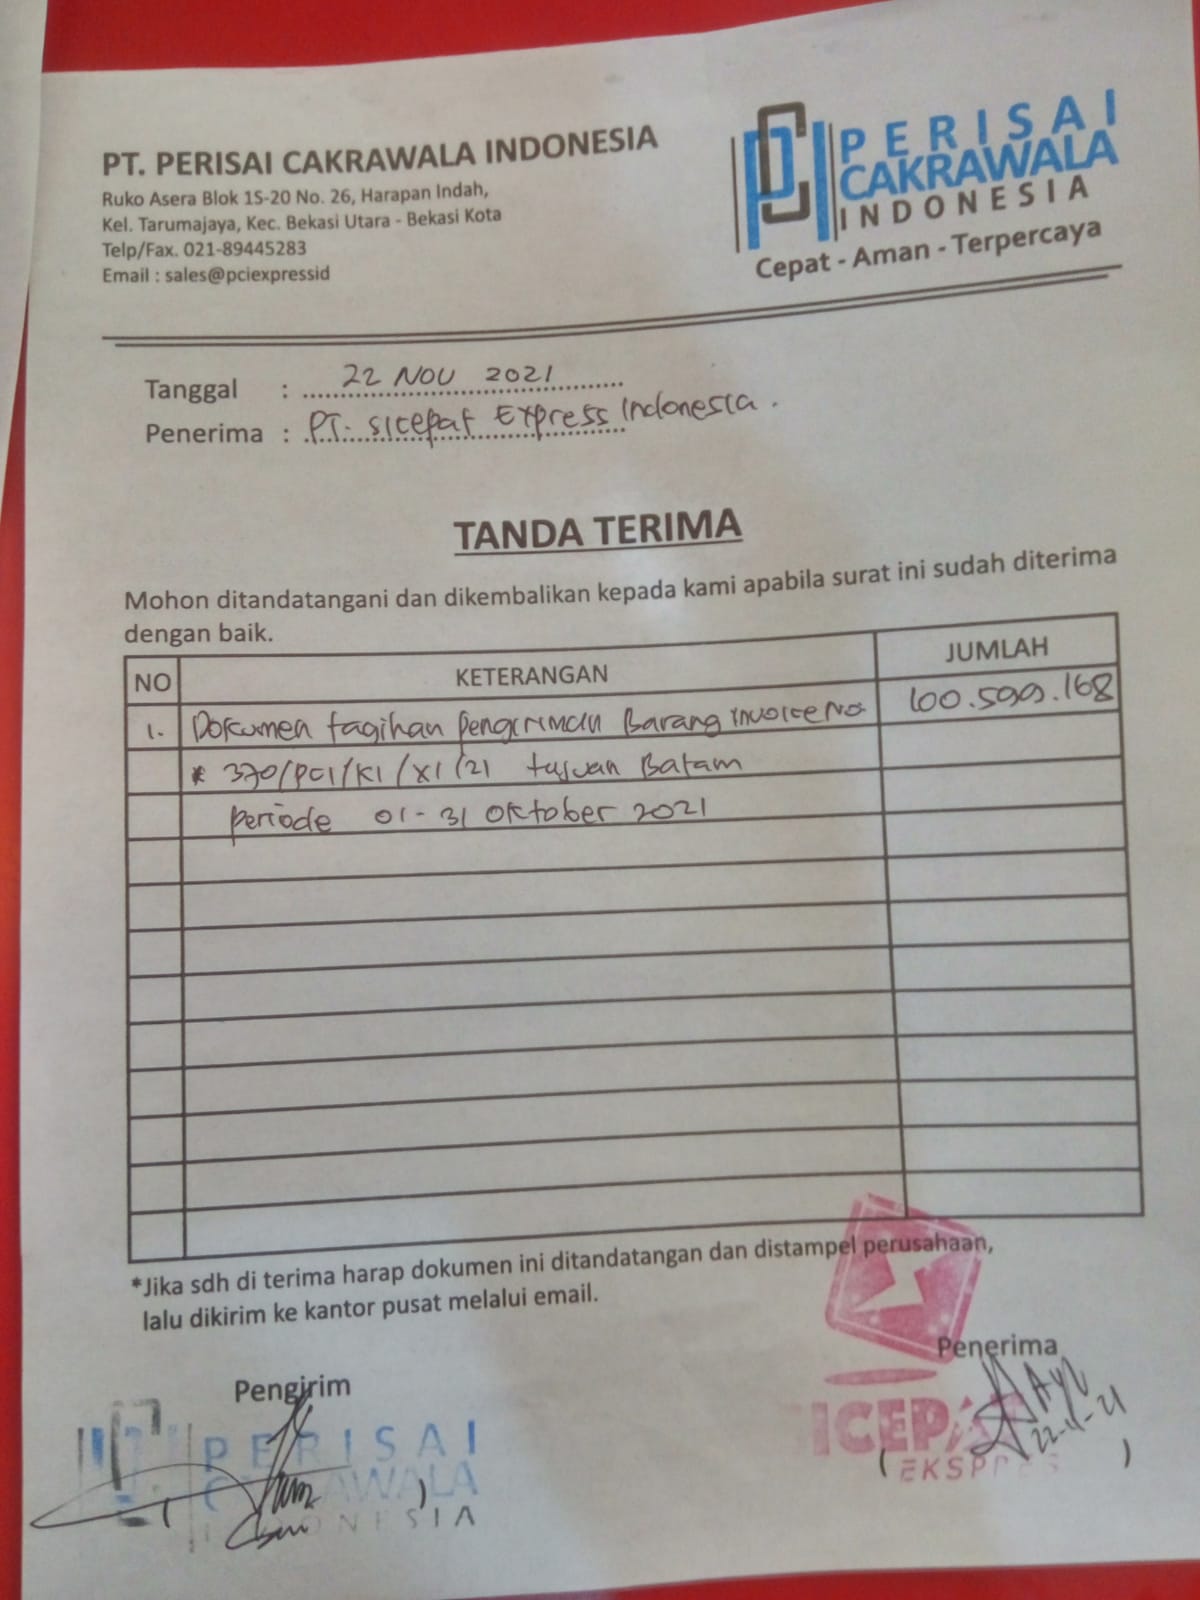 PT. PERISAI CAKRAWALA INDONESIA
Ruko Asera Blok 1S-20 No. 26, Harapan Indah,
Kel. Tarumajaya, Kec. Bekasi Utara - Bekasi Kota
Telp/Fax. 021-89445283
Email : sales@pciexpressid
PERISAI
CAKRAWALA
INDONESIA
Cepat - Aman - Terpercaya
Tanggal : 22 NOV 2021
Penerima : PT. Sicepat Express Indonesia.
TANDA TERIMA
Mohon ditandatangani dan dikembalikan kepada kami apabila surat ini sudah diterima
dengan baik.
NO KETERANGAN JUMLAH
1. Dokumen tagihan pengiriman Barang invoice No. 100.599.168
* 370/PCI/KI/XI/21 tujuan Batam
periode 01-31 Oktober 2021
*Jika sdh di terima harap dokumen ini ditandatangan dan distampel perusahaan,
lalu dikirim ke kantor pusat melalui email.
Pengirim
PERISAI
CAKRAWALA
INDONESIA
Penerima
Ayu
22-11-21
ICEPA
EKSPRES